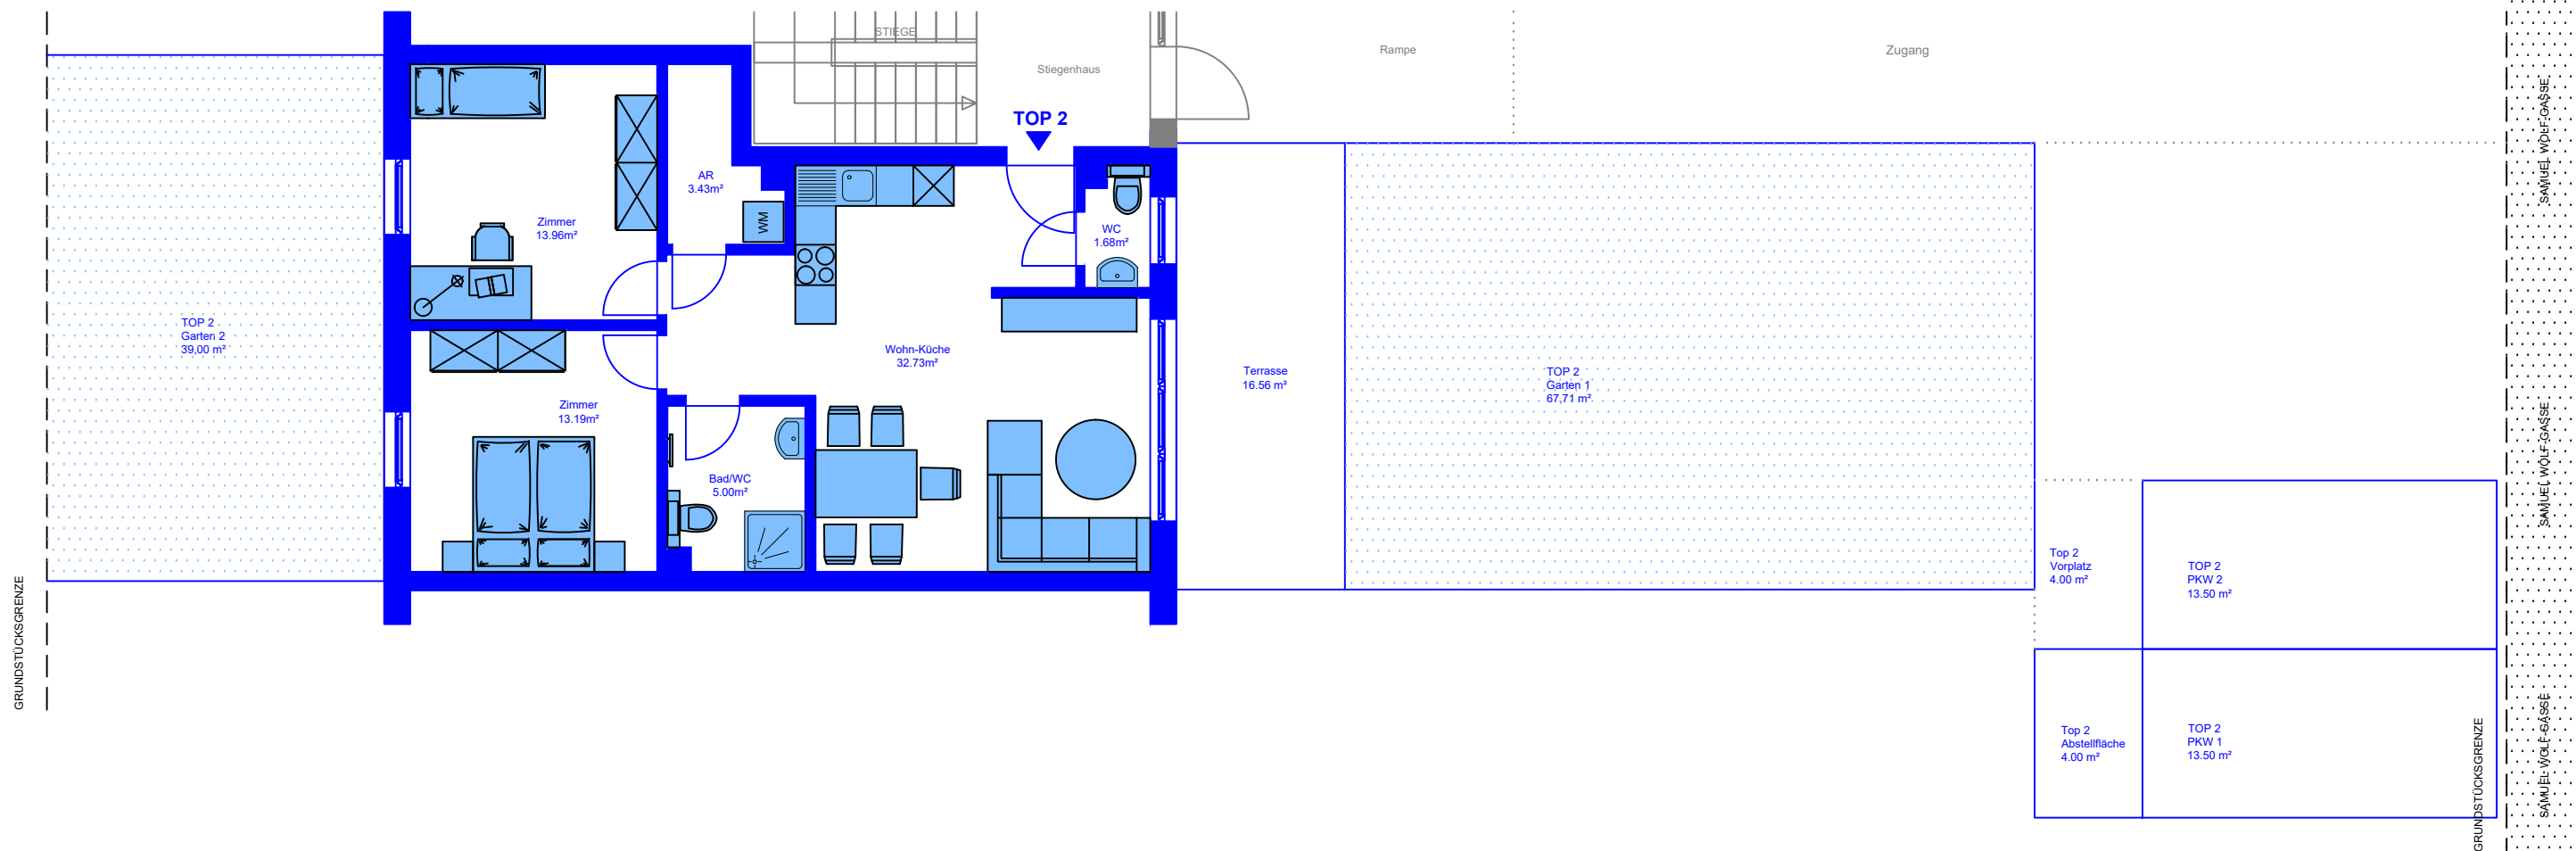 STIEGE
Stiegenhaus
Rampe
Zugang
TOP 2
AR
3.43m²
WM
Zimmer
13.96m²
WC
1.68m²
TOP 2
Garten 2
39,00 m²
Wohn-Küche
32.73m²
Terrasse
16.56 m²
TOP 2
Garten 1
67,71 m²
Zimmer
13.19m²
Bad/WC
5.00m²
Top 2
Vorplatz
4.00 m²
TOP 2
PKW 2
13.50 m²
Top 2
Abstellfläche
4.00 m²
TOP 2
PKW 1
13.50 m²
GRUNDSTÜCKSGRENZE
GRUNDSTÜCKSGRENZE
SAMUEL-WOLF-GASSE
SAMUEL-WOLF-GASSE
SAMUEL-WOLF-GASSE